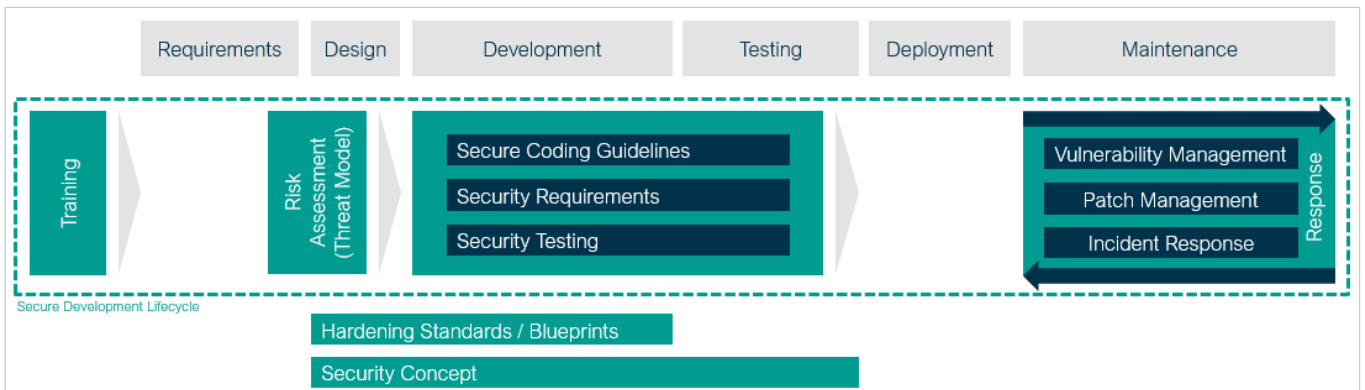 Requirements
Design
Development
Testing
Deployment
Maintenance
Training
Risk
Assessment
(Threat Model)
Secure Coding Guidelines
Security Requirements
Security Testing
Vulnerability Management
Patch Management
Incident Response
Response
Secure Development Lifecycle
Hardening Standards / Blueprints
Security Concept